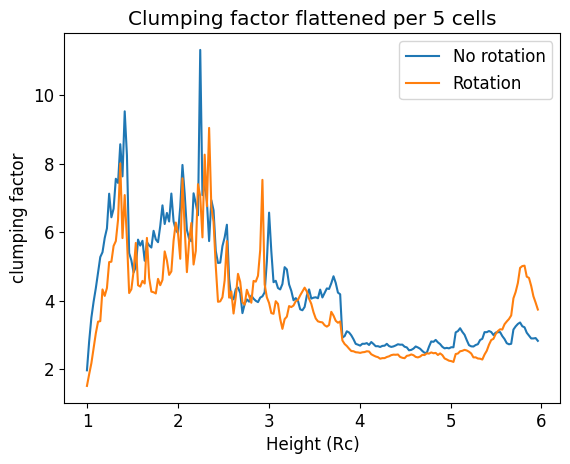 Clumping factor flattened per 5 cells
No rotation
Rotation
clumping factor
10
8
6
4
2
1
2
3
4
5
6
Height (Rc)